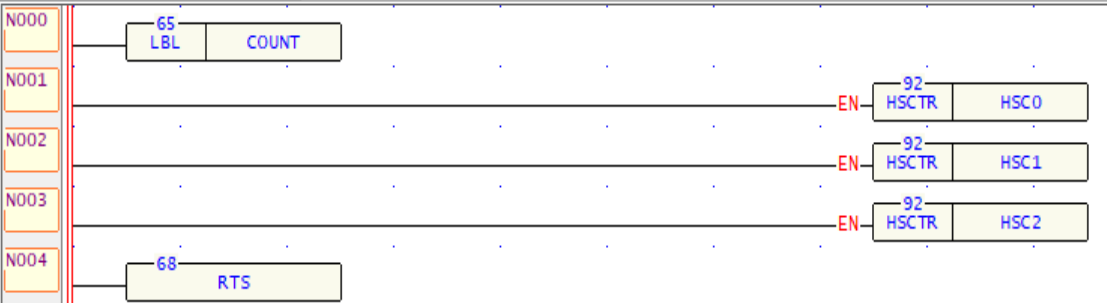 N000
65
LBL COUNT
N001
92
EN HSCTR HSC0
N002
92
EN HSCTR HSC1
N003
92
EN HSCTR HSC2
N004
68
RTS